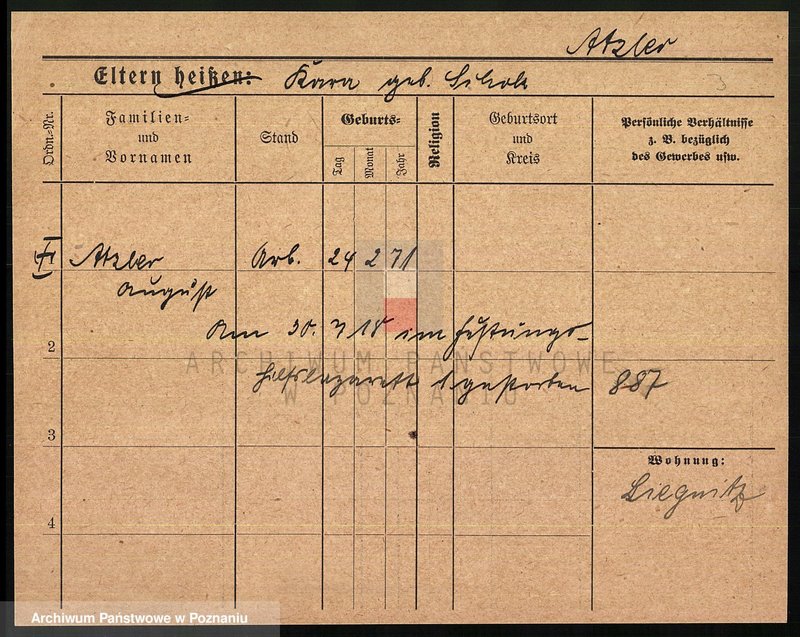 Atzler
Eltern heißen: geb. Scholz
3
Ordn.-Nr.
Familien-
und
Vornamen
Stand
Geburts-
Tag
Monat
Jahr
Religion
Geburtsort
und
Kreis
Persönliche Verhältnisse
z. B. bezüglich
des Gewerbes usw.
Atzler Arb. 24 2 71
August
Am 30. 7 18 im Festungs-
2
hilfslazarett 1 gestorben 887
ARCHIWUM PAŃSTWOWE
W POZNANIU
3
Wohnung:
Liegnitz
4
Archiwum Państwowe w Poznaniu